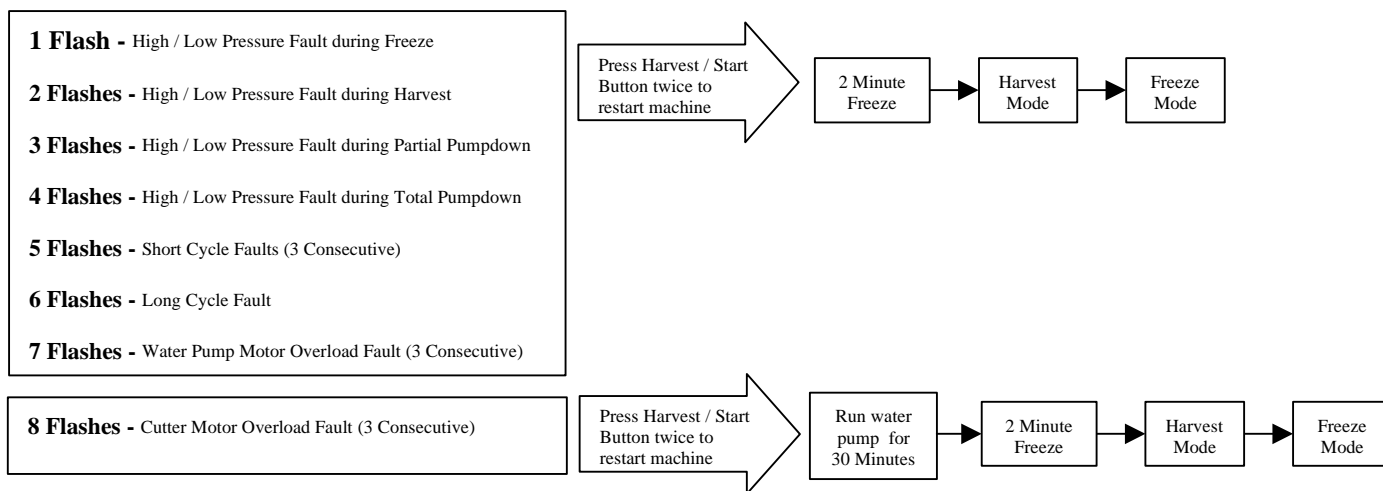 1 Flash - High / Low Pressure Fault during Freeze
2 Flashes - High / Low Pressure Fault during Harvest
3 Flashes - High / Low Pressure Fault during Partial Pumpdown
4 Flashes - High / Low Pressure Fault during Total Pumpdown
5 Flashes - Short Cycle Faults (3 Consecutive)
6 Flashes - Long Cycle Fault
7 Flashes - Water Pump Motor Overload Fault (3 Consecutive)
Press Harvest / Start
Button twice to
restart machine
2 Minute
Freeze
Harvest
Mode
Freeze
Mode
8 Flashes - Cutter Motor Overload Fault (3 Consecutive)
Press Harvest / Start
Button twice to
restart machine
Run water
pump for
30 Minutes
2 Minute
Freeze
Harvest
Mode
Freeze
Mode